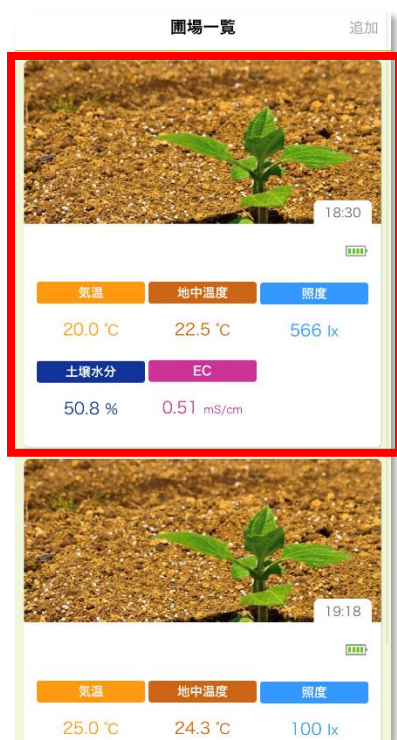 圃場一覧 追加
18:30
気温 地中温度 照度
20.0 ℃ 22.5 ℃ 566 lx
土壌水分 EC
50.8 % 0.51 mS/cm
19:18
気温 地中温度 照度
25.0 ℃ 24.3 ℃ 100 lx